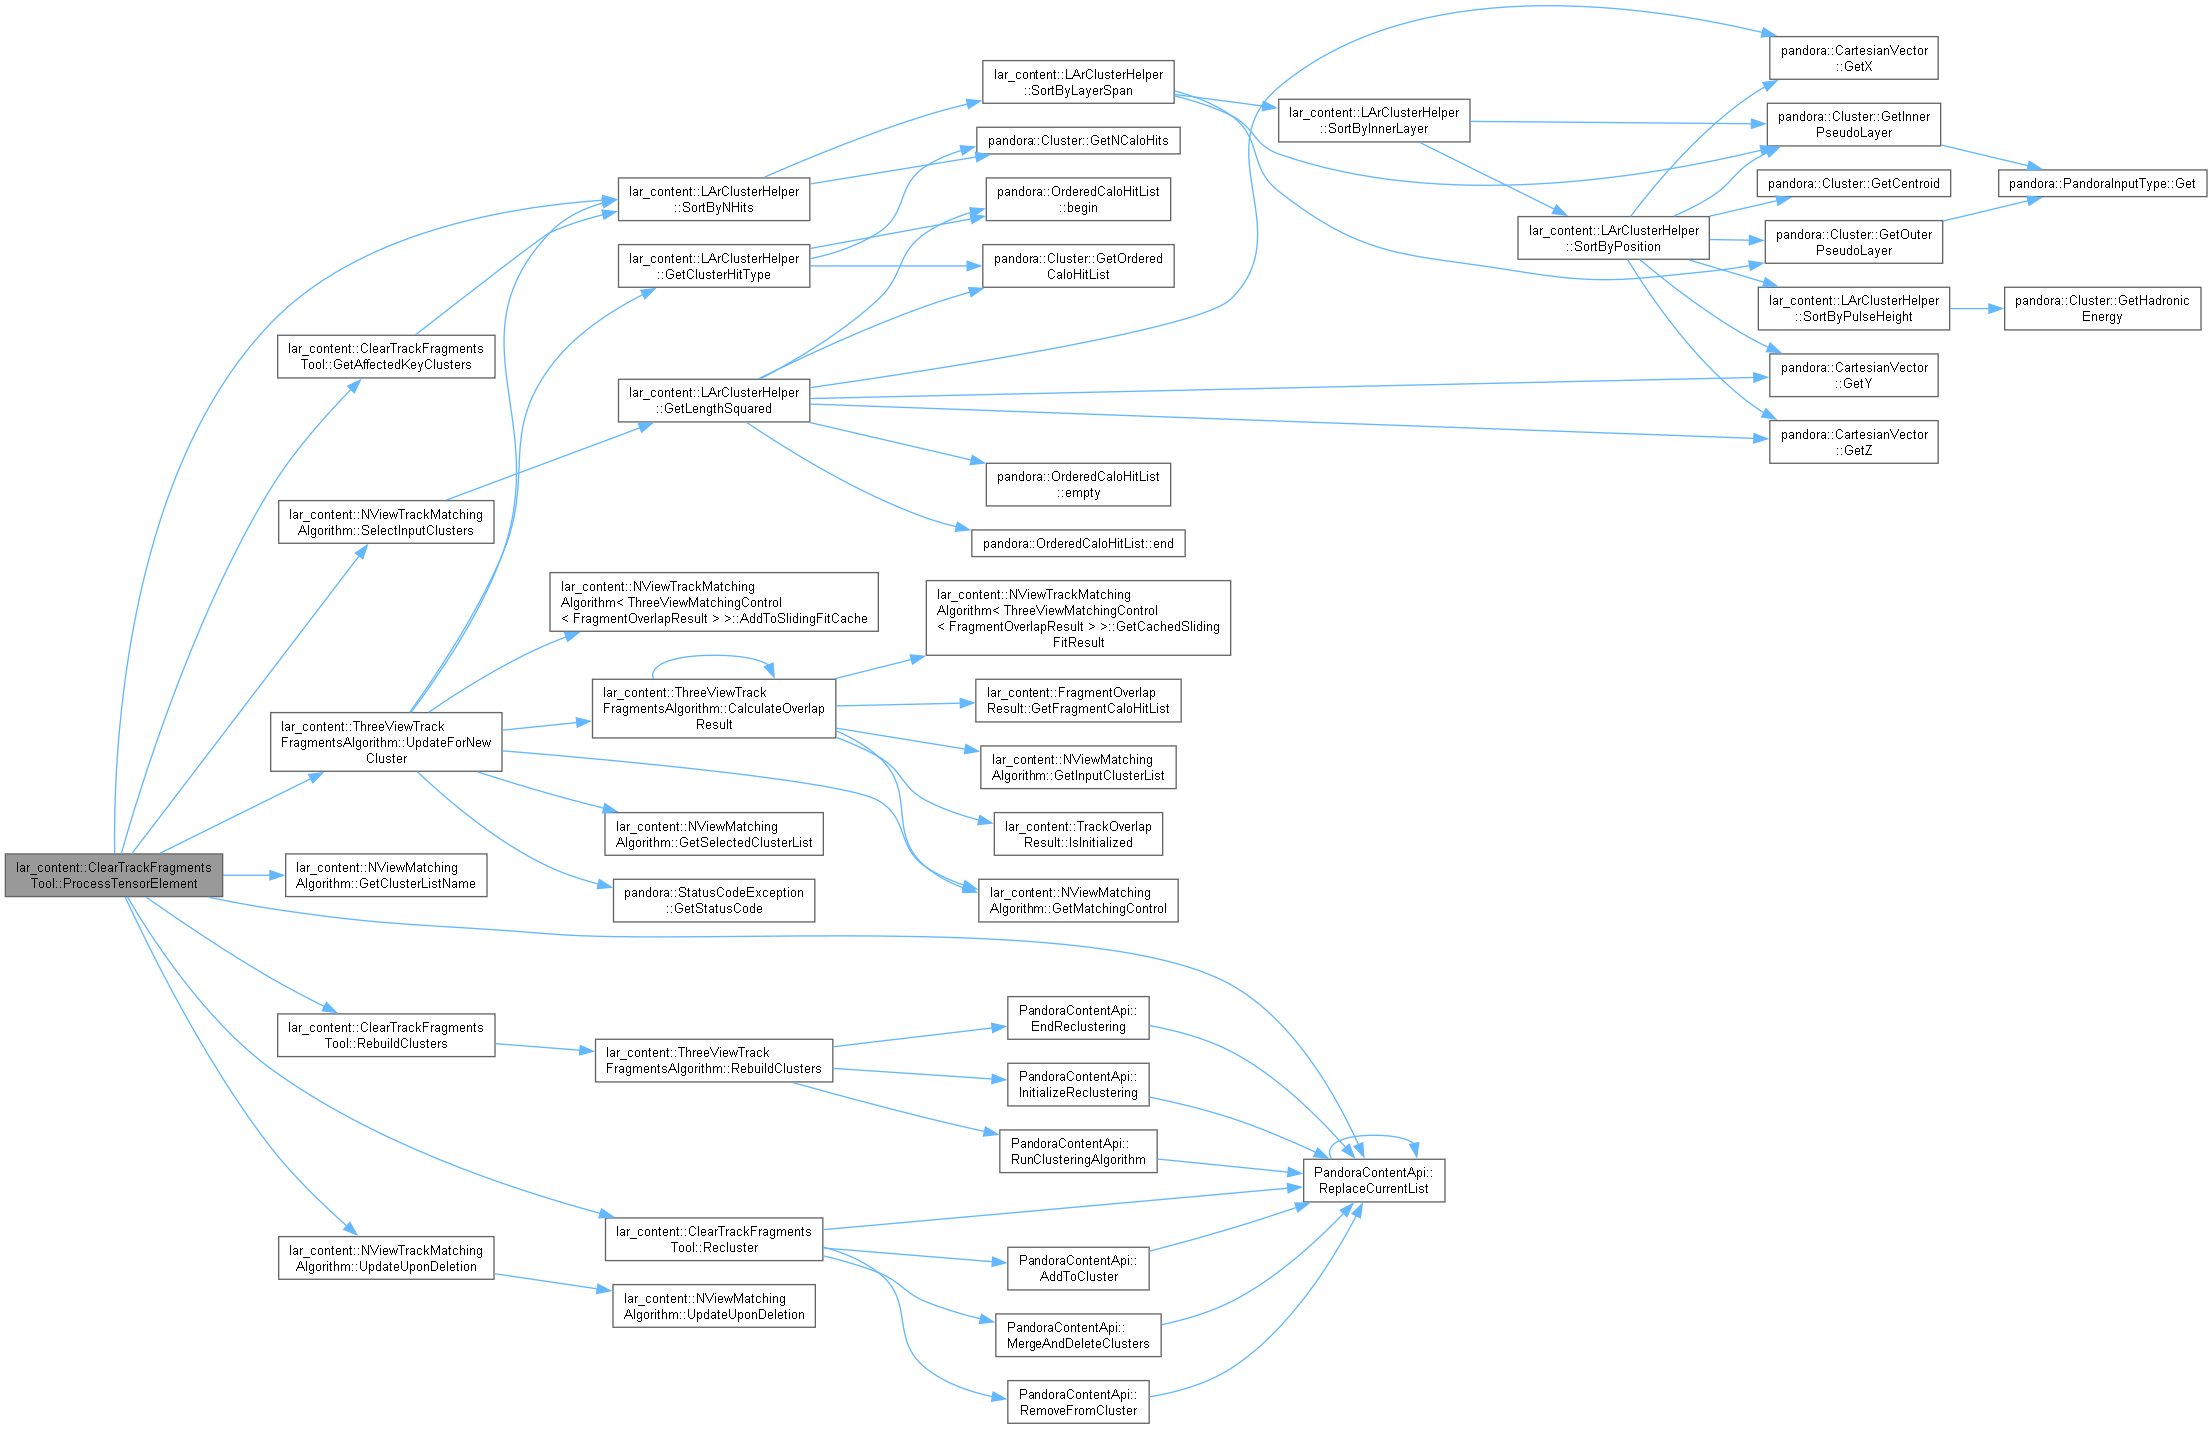 lar_content::ClearTrackFragments
Tool::ProcessTensorElement
lar_content::LArClusterHelper
::SortByNHits
lar_content::LArClusterHelper
::GetClusterHitType
lar_content::ClearTrackFragments
Tool::GetAffectedKeyClusters
lar_content::LArClusterHelper
::GetLengthSquared
lar_content::NViewTrackMatching
Algorithm::SelectInputClusters
lar_content::NViewTrackMatching
Algorithm< ThreeViewMatchingControl
< FragmentOverlapResult > >::AddToSlidingFitCache
lar_content::ThreeViewTrack
FragmentsAlgorithm::CalculateOverlap
Result
lar_content::ThreeViewTrack
FragmentsAlgorithm::UpdateForNew
Cluster
lar_content::NViewMatching
Algorithm::GetSelectedClusterList
lar_content::NViewMatching
Algorithm::GetClusterListName
pandora::StatusCodeException
::GetStatusCode
lar_content::ClearTrackFragments
Tool::RebuildClusters
lar_content::ThreeViewTrack
FragmentsAlgorithm::RebuildClusters
lar_content::ClearTrackFragments
Tool::Recluster
lar_content::NViewTrackMatching
Algorithm::UpdateUponDeletion
lar_content::NViewMatching
Algorithm::UpdateUponDeletion
lar_content::LArClusterHelper
::SortByLayerSpan
pandora::Cluster::GetNCaloHits
pandora::OrderedCaloHitList
::begin
pandora::Cluster::GetOrdered
CaloHitList
pandora::OrderedCaloHitList
::empty
pandora::OrderedCaloHitList::end
lar_content::NViewTrackMatching
Algorithm< ThreeViewMatchingControl
< FragmentOverlapResult > >::GetCachedSliding
FitResult
lar_content::FragmentOverlap
Result::GetFragmentCaloHitList
lar_content::NViewMatching
Algorithm::GetInputClusterList
lar_content::TrackOverlap
Result::IsInitialized
lar_content::NViewMatching
Algorithm::GetMatchingControl
PandoraContentApi::
EndReclustering
PandoraContentApi::
InitializeReclustering
PandoraContentApi::
RunClusteringAlgorithm
PandoraContentApi::
AddToCluster
PandoraContentApi::
MergeAndDeleteClusters
PandoraContentApi::
RemoveFromCluster
PandoraContentApi::
ReplaceCurrentList
lar_content::LArClusterHelper
::SortByInnerLayer
lar_content::LArClusterHelper
::SortByPosition
pandora::CartesianVector
::GetX
pandora::Cluster::GetInner
PseudoLayer
pandora::Cluster::GetCentroid
pandora::Cluster::GetOuter
PseudoLayer
lar_content::LArClusterHelper
::SortByPulseHeight
pandora::CartesianVector
::GetY
pandora::CartesianVector
::GetZ
pandora::PandoraInputType::Get
pandora::Cluster::GetHadronic
Energy